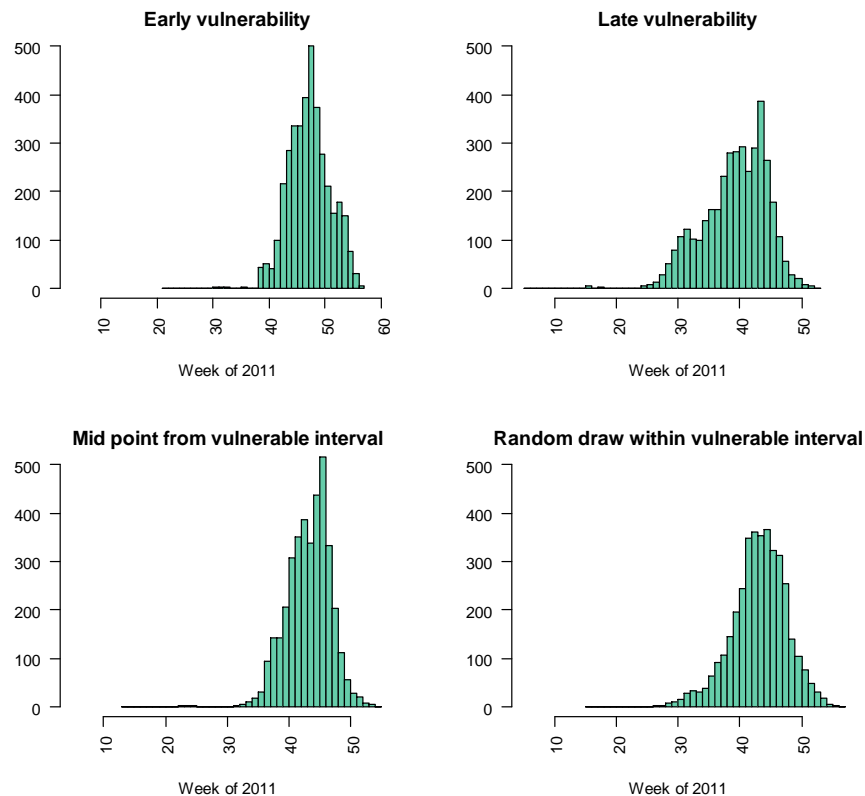 Early vulnerability
500
400
300
200
100
0
10 20 30 40 50 60
Week of 2011
Late vulnerability
500
400
300
200
100
0
10 20 30 40 50
Week of 2011
Mid point from vulnerable interval
500
400
300
200
100
0
10 20 30 40 50
Week of 2011
Random draw within vulnerable interval
500
400
300
200
100
0
10 20 30 40 50
Week of 2011